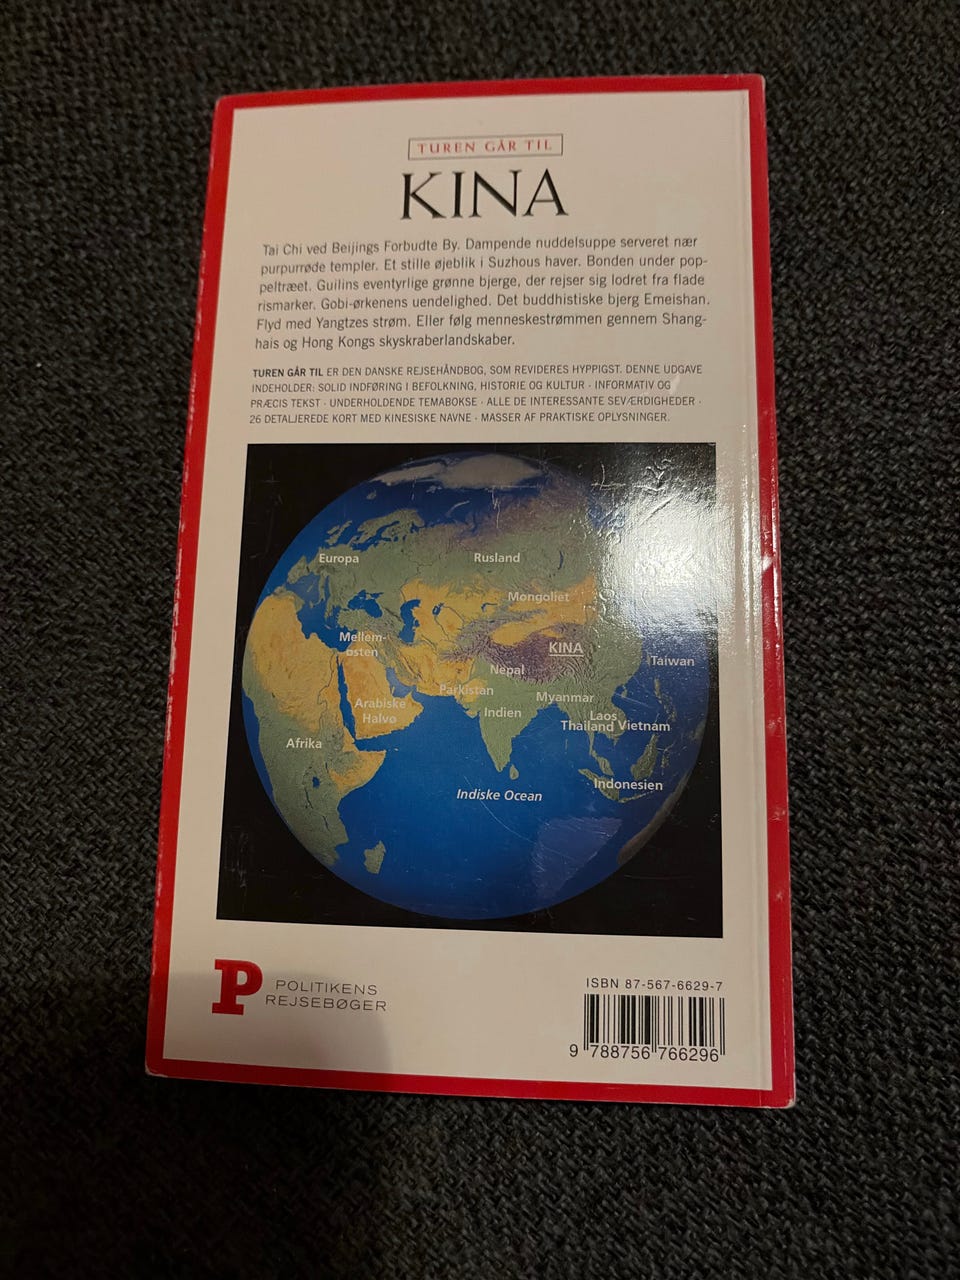 TUREN GÅR TIL
KINA
Tai Chi ved Beijings Forbudte By. Dampende nuddelsuppe serveret nær
purpurrøde templer. Et stille øjeblik i Suzhous haver. Bonden under pop-
peltræet. Guilins eventyrlige grønne bjerge, der rejser sig lodret fra flade
rismarker. Gobi-ørkenens uendelighed. Det buddhistiske bjerg Emeishan.
Flyd med Yangtzes strøm. Eller følg menneskestrømmen gennem Shang-
hais og Hong Kongs skyskraberlandskaber.
TUREN GÅR TIL ER DEN DANSKE REJSEHÅNDBOG, SOM REVIDERES HYPPIGST. DENNE UDGAVE
INDEHOLDER: SOLID INDFØRING I BEFOLKNING, HISTORIE OG KULTUR · INFORMATIV OG
PRÆCIS TEKST · UNDERHOLDENDE TEMABOKSE · ALLE DE INTERESSANTE SEVÆRDIGHEDER ·
26 DETALJEREDE KORT MED KINESISKE NAVNE · MASSER AF PRAKTISKE OPLYSNINGER.
Europa
Rusland
Mongoliet
Mellem-
østen
KINA
Taiwan
Nepal
Parkistan
Myanmar
Arabiske
Halvø
Indien
Laos
Thailand Vietnam
Afrika
Indonesien
Indiske Ocean
P POLITIKENS
REJSEBØGER
ISBN 87-567-6629-7
9 788756 766296